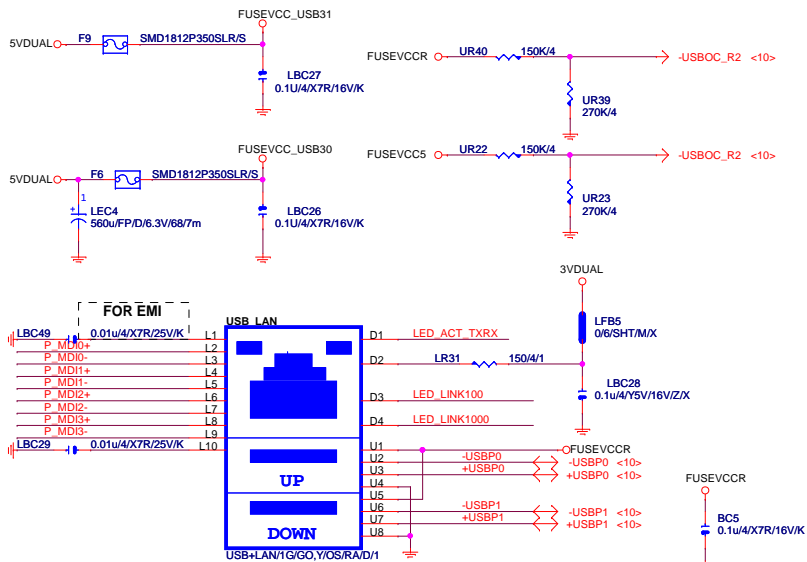 FUSEVCC_USB31
5VDUAL
F9
SMD1812P350SLR/S
LBC27
0.1U/4/X7R/16V/K
FUSEVCCR
UR40
150K/4
-USBOC_R2 <10>
UR39
270K/4
FUSEVCC_USB30
5VDUAL
F6
SMD1812P350SLR/S
1
+
LEC4
560u/FP/D/6.3V/68/7m
LBC26
0.1U/4/X7R/16V/K
FUSEVCC5
UR22
150K/4
-USBOC_R2 <10>
UR23
270K/4
3VDUAL
LFB5
0/6/SHT/M/X
LBC28
0.1u/4/Y5V/16V/Z/X
FOR EMI
USB_LAN
LBC49
0.01u/4/X7R/25V/K
L1
P_MDI0+
L2
P_MDI0-
L3
P_MDI1+
L4
P_MDI1-
L5
P_MDI2+
L6
P_MDI2-
L7
P_MDI3+
L8
P_MDI3-
L9
LBC29
0.01u/4/X7R/25V/K
L10
UP
DOWN
USB+LAN/1G/GO,Y/OS/RA/D/1
D1
LED_ACT_TXRX
D2
LR31
150/4/1
D3
LED_LINK100
D4
LED_LINK1000
U1
FUSEVCCR
U2
-USBP0
-USBP0 <10>
U3
+USBP0
+USBP0 <10>
U4
U5
U6
-USBP1
-USBP1 <10>
U7
+USBP1
+USBP1 <10>
U8
FUSEVCCR
BC5
0.1u/4/X7R/16V/K